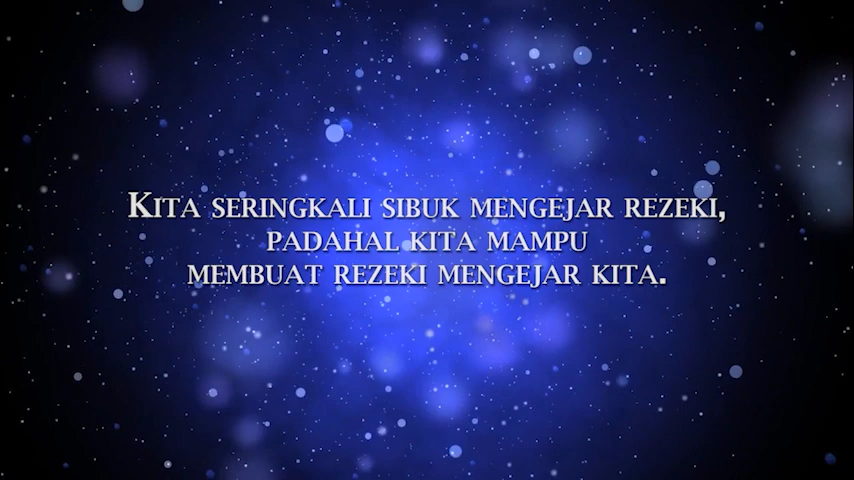 Kita seringkali sibuk mengejar rezeki,
padahal kita mampu
membuat rezeki mengejar kita.